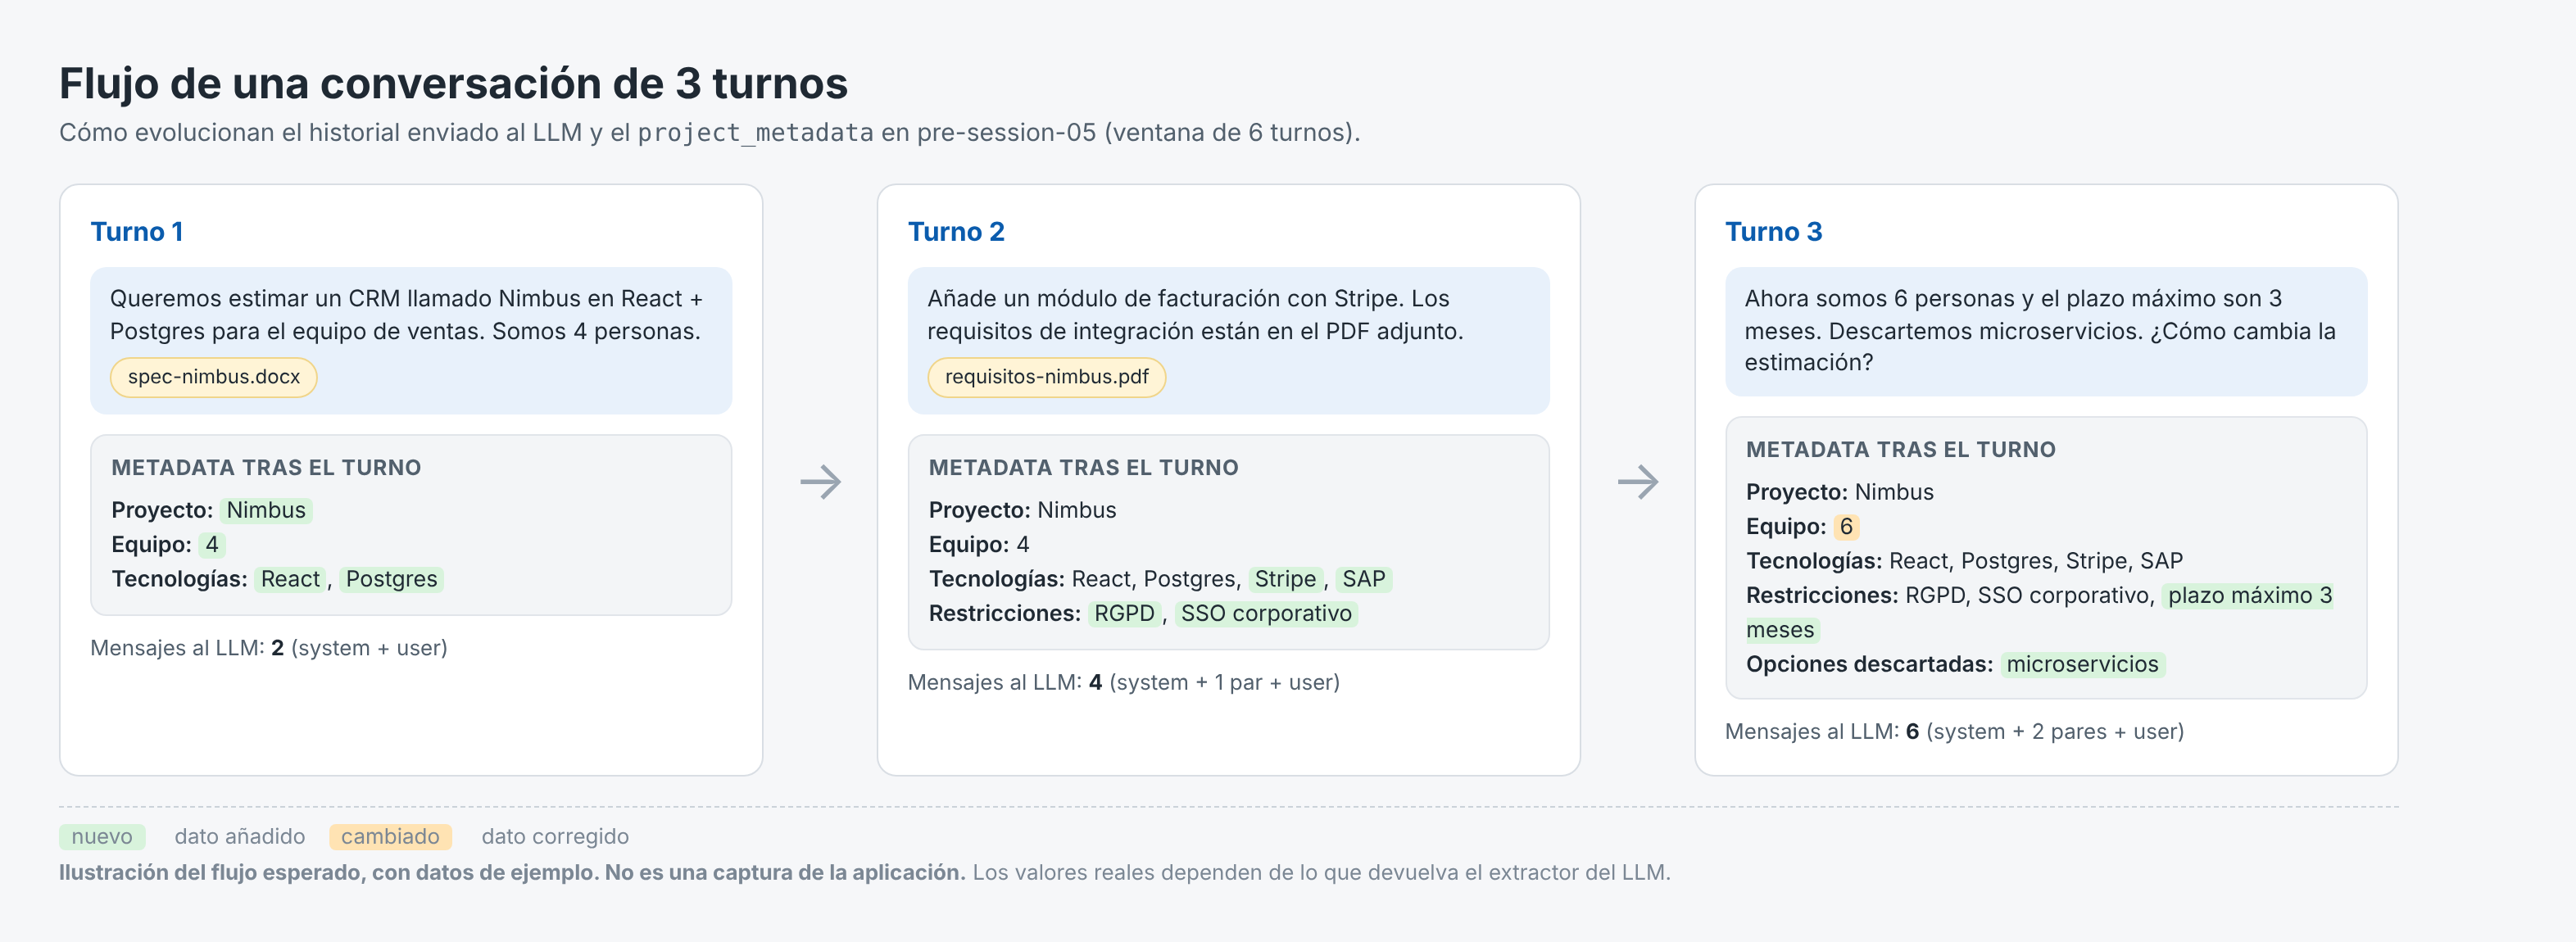 Flujo de una conversación de 3 turnos
Cómo evolucionan el historial enviado al LLM y el project_metadata en pre-session-05 (ventana de 6 turnos).
Turno 1
Queremos estimar un CRM llamado Nimbus en React +
Postgres para el equipo de ventas. Somos 4 personas.
spec-nimbus.docx
METADATA TRAS EL TURNO
Proyecto: Nimbus
Equipo: 4
Tecnologías: React, Postgres
Mensajes al LLM: 2 (system + user)
→
Turno 2
Añade un módulo de facturación con Stripe. Los
requisitos de integración están en el PDF adjunto.
requisitos-nimbus.pdf
METADATA TRAS EL TURNO
Proyecto: Nimbus
Equipo: 4
Tecnologías: React, Postgres, Stripe, SAP
Restricciones: RGPD, SSO corporativo
Mensajes al LLM: 4 (system + 1 par + user)
→
Turno 3
Ahora somos 6 personas y el plazo máximo son 3
meses. Descartemos microservicios. ¿Cómo cambia la
estimación?
METADATA TRAS EL TURNO
Proyecto: Nimbus
Equipo: 6
Tecnologías: React, Postgres, Stripe, SAP
Restricciones: RGPD, SSO corporativo, plazo máximo 3
meses
Opciones descartadas: microservicios
Mensajes al LLM: 6 (system + 2 pares + user)
nuevo dato añadido cambiado dato corregido
Ilustración del flujo esperado, con datos de ejemplo. No es una captura de la aplicación. Los valores reales dependen de lo que devuelva el extractor del LLM.